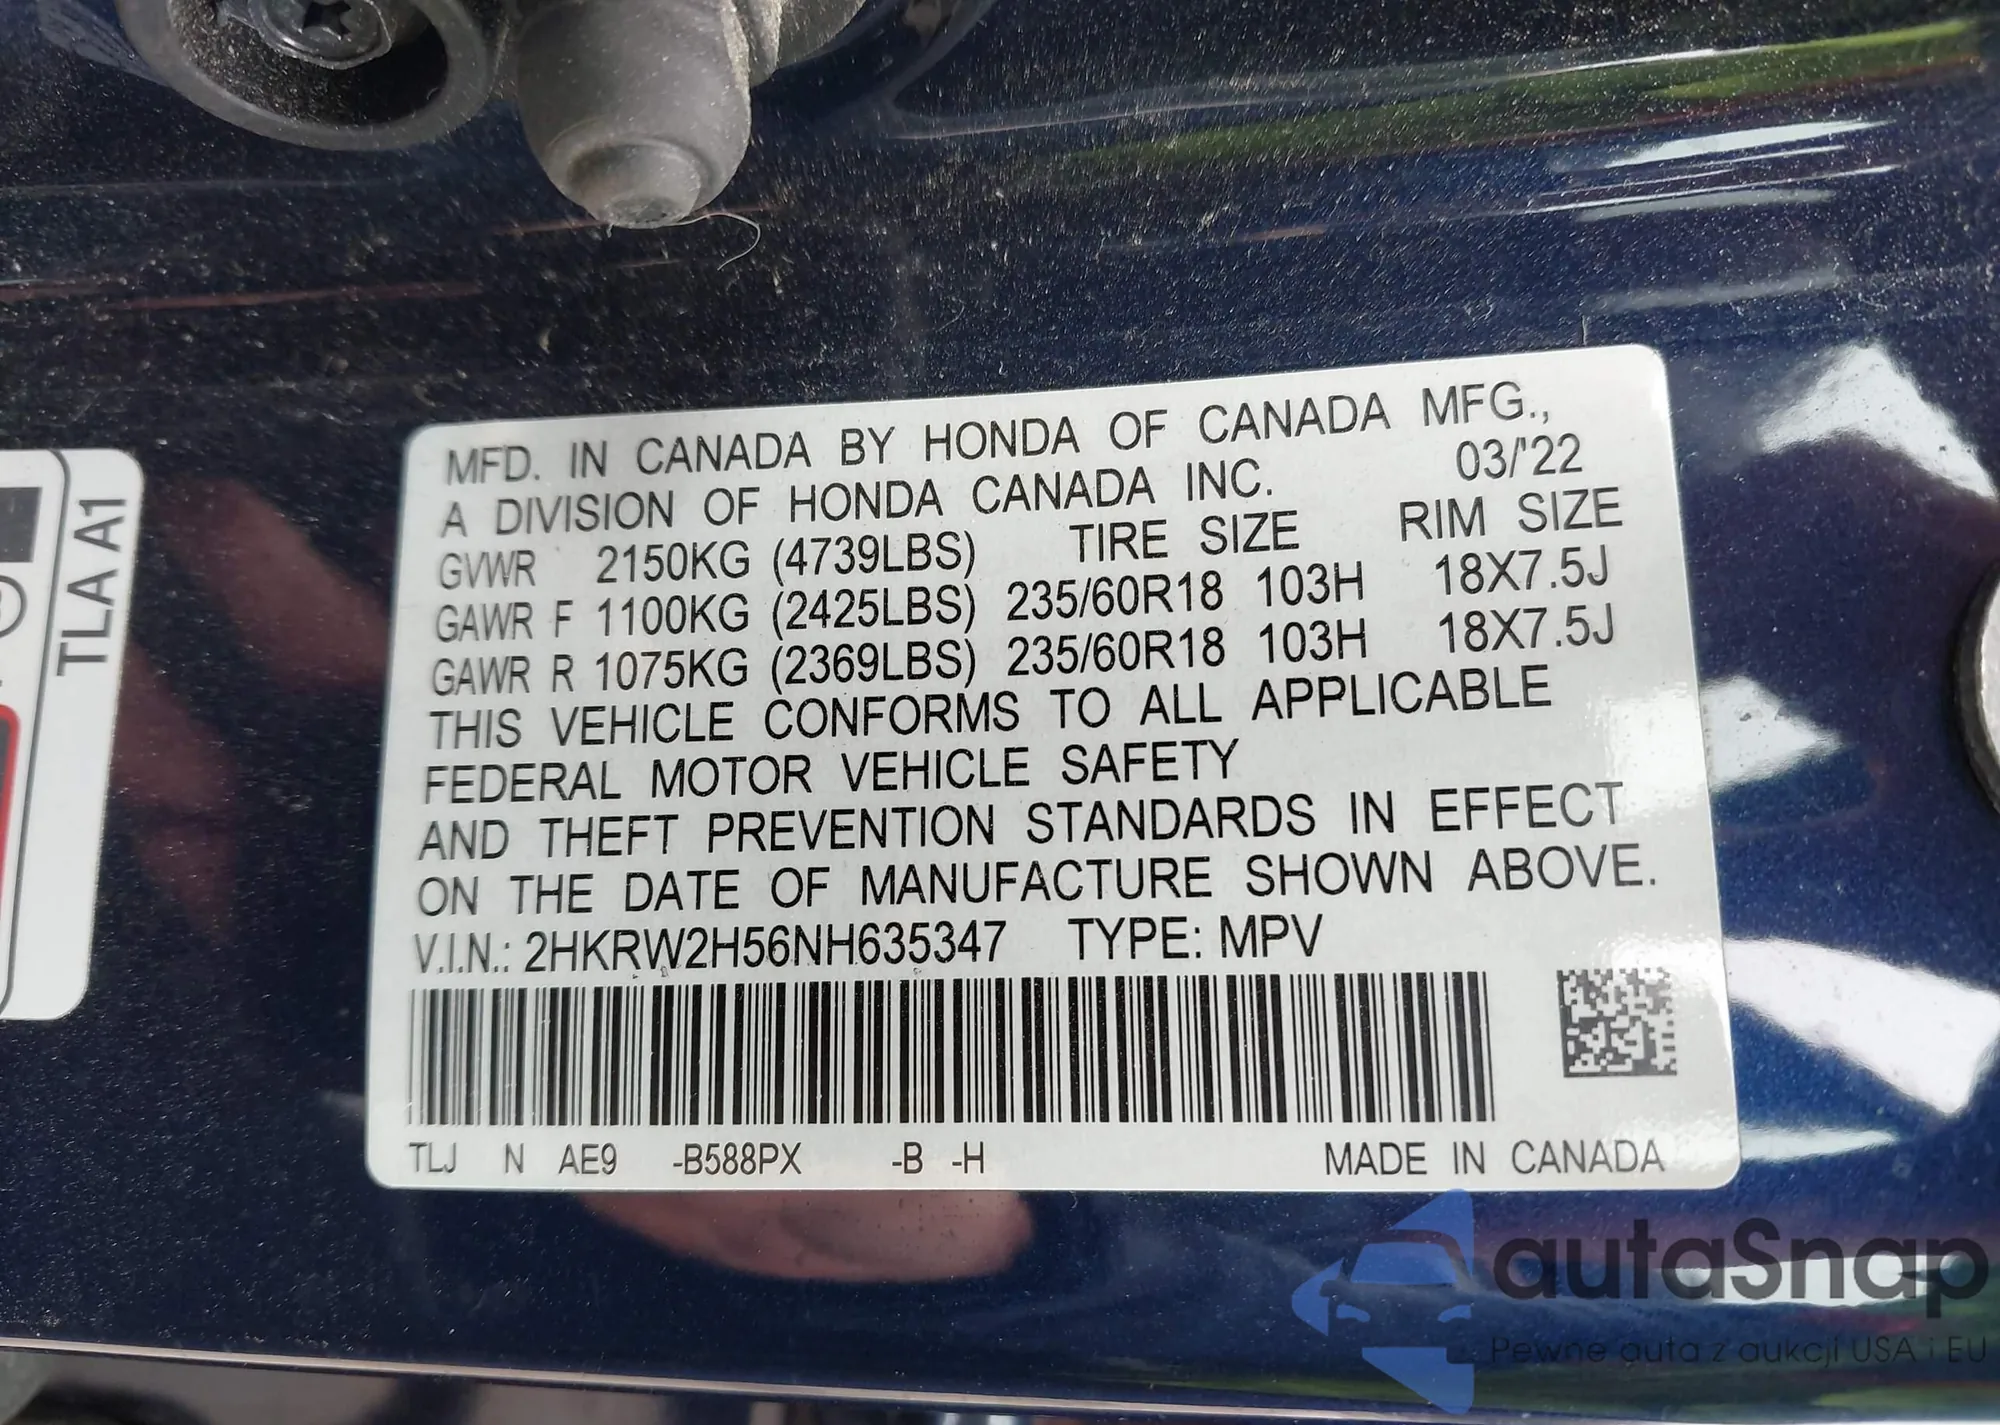 MFD. IN CANADA BY HONDA OF CANADA MFG.,
A DIVISION OF HONDA CANADA INC. 03/'22
GVWR 2150KG (4739LBS) TIRE SIZE RIM SIZE
GAWR F 1100KG (2425LBS) 235/60R18 103H 18X7.5J
GAWR R 1075KG (2369LBS) 235/60R18 103H 18X7.5J
THIS VEHICLE CONFORMS TO ALL APPLICABLE
FEDERAL MOTOR VEHICLE SAFETY
AND THEFT PREVENTION STANDARDS IN EFFECT
ON THE DATE OF MANUFACTURE SHOWN ABOVE.
V.I.N.: 2HKRW2H56NH635347 TYPE: MPV
TLJ N AE9 -B588PX -B -H MADE IN CANADA
TLA A1
autaSnap
Pewne auta z aukcji USA i EU